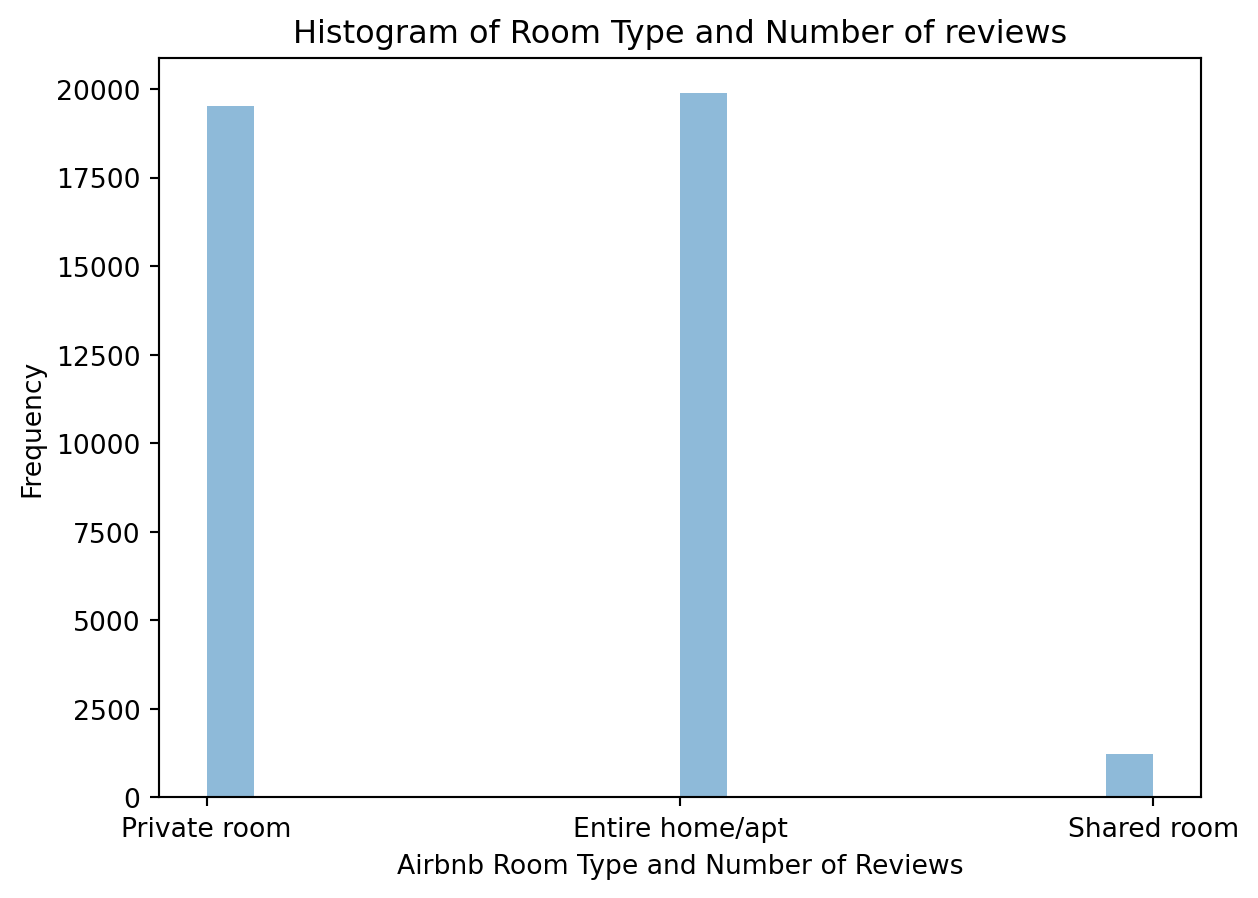 Histogram of Room Type and Number of reviews
20000
17500
15000
12500
10000
7500
5000
2500
0
Frequency
Private room Entire home/apt Shared room
Airbnb Room Type and Number of Reviews